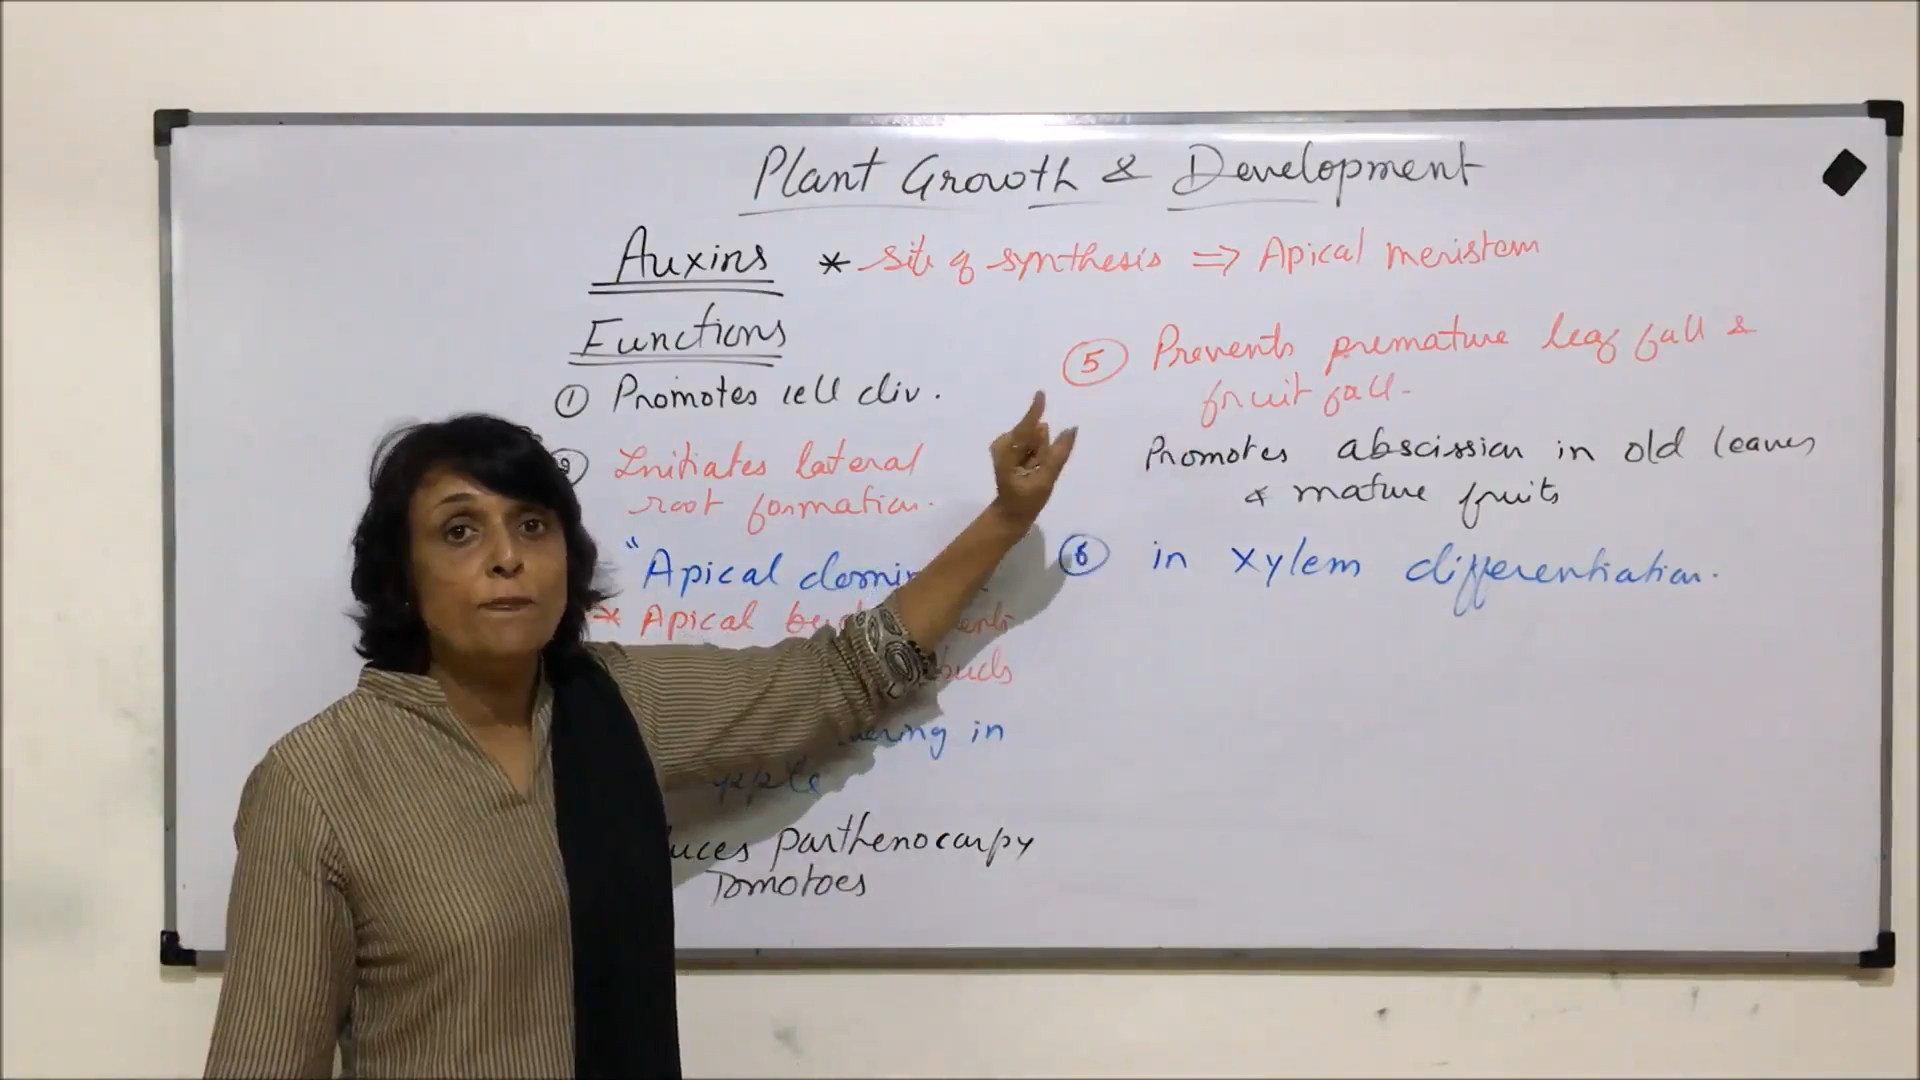 Plant Growth & Development
Auxins * site of synthesis => Apical meristem
Functions
① Promotes cell div.
Initiates lateral
root formation.
"Apical
* Apical
buds
in
Parthenocarpy
Tomotoes
⑤ Prevents premature leaf fall &
fruit fall.
Promotes abscission in old leaves
& mature fruits
⑥ in xylem differentiation.